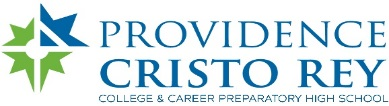 PROVIDENCE
CRISTO REY
COLLEGE & CAREER PREPARATORY HIGH SCHOOL